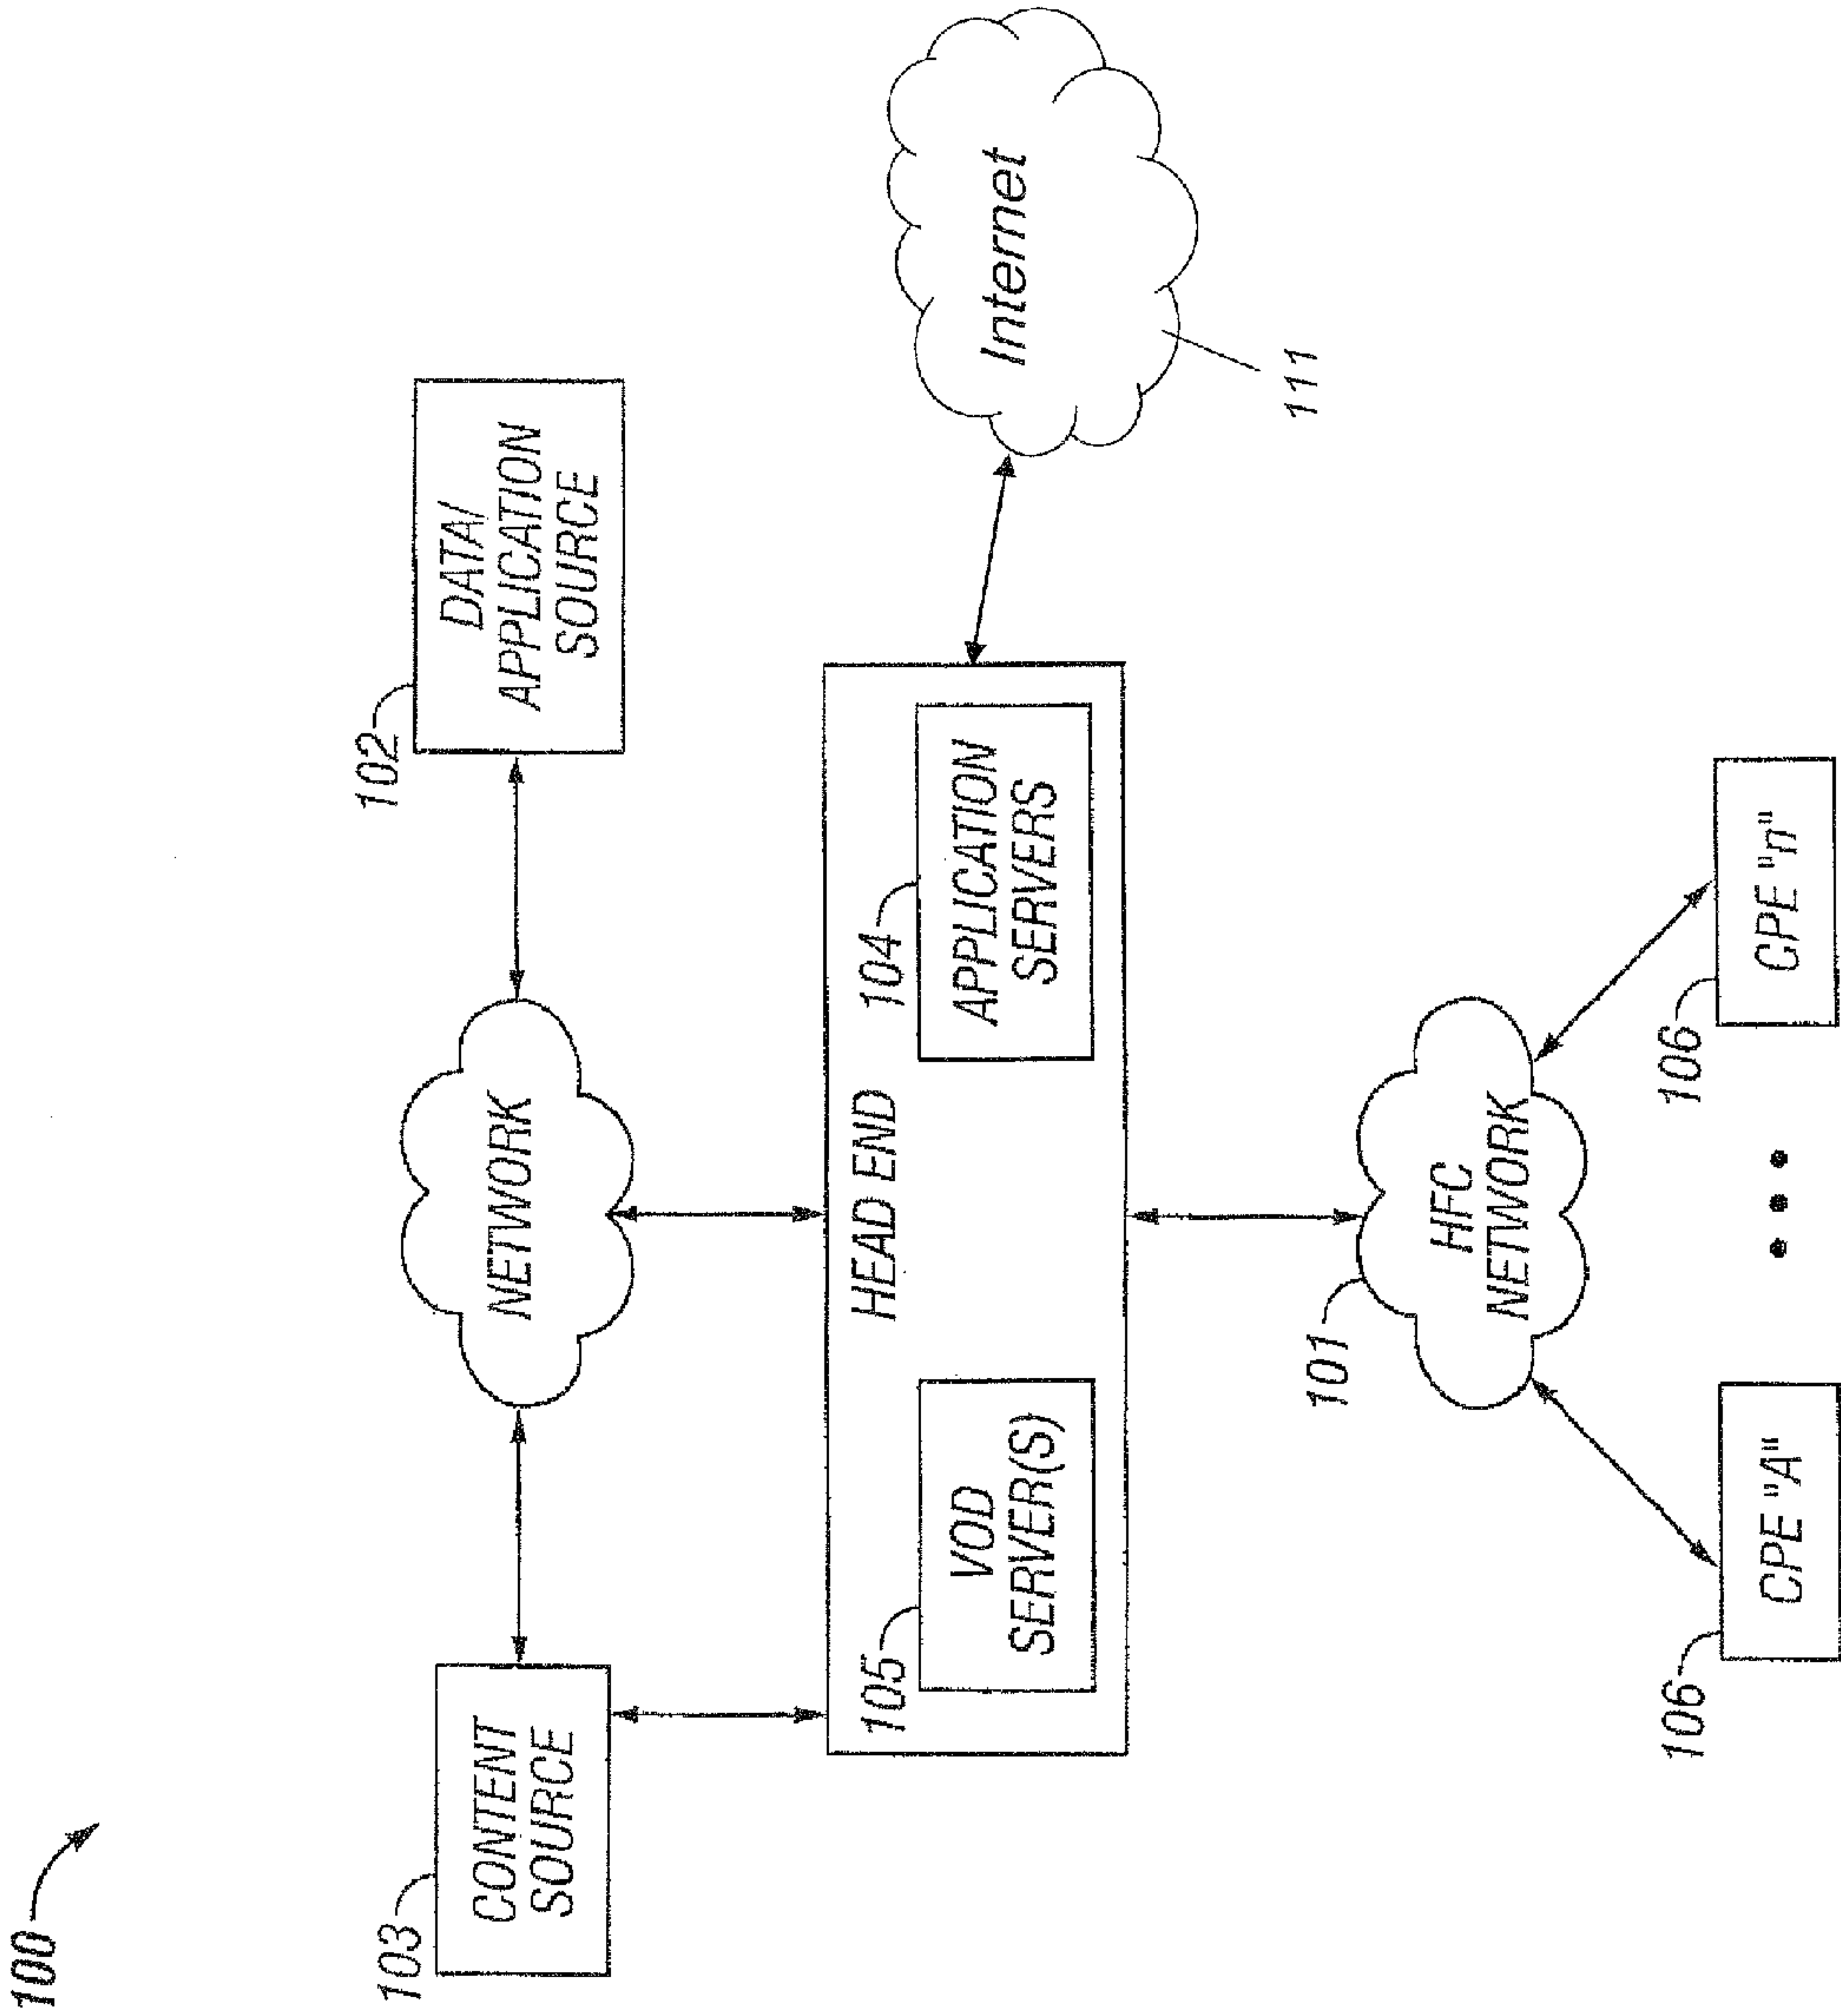 100
103
CONTENT
SOURCE
NETWORK
102
DATA/
APPLICATION
SOURCE
HEAD END
105
VOD
SERVER(S)
104
APPLICATION
SERVERS
Internet
111
101
HFC
NETWORK
106
CPE "A"
106
CPE "n"